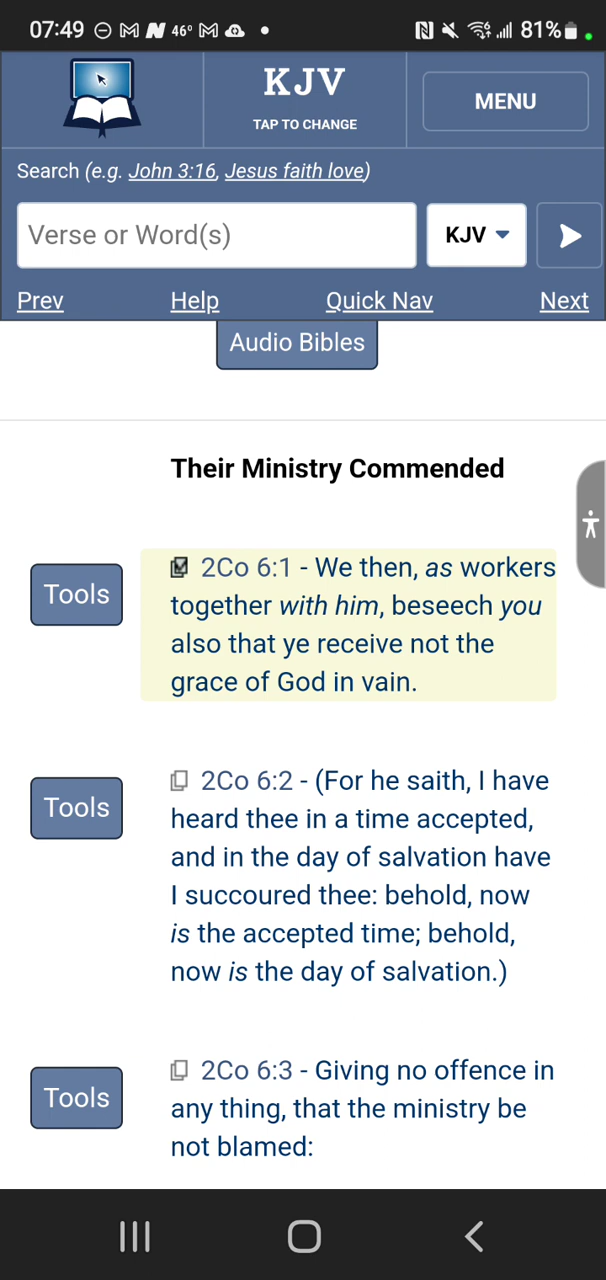 07:49 46° 81%
KJV
TAP TO CHANGE
MENU
Search (e.g. John 3:16, Jesus faith love)
Verse or Word(s)
KJV
Prev Help Quick Nav Next
Audio Bibles
Their Ministry Commended
Tools
2Co 6:1 - We then, as workers
together with him, beseech you
also that ye receive not the
grace of God in vain.
Tools
2Co 6:2 - (For he saith, I have
heard thee in a time accepted,
and in the day of salvation have
I succoured thee: behold, now
is the accepted time; behold,
now is the day of salvation.)
Tools
2Co 6:3 - Giving no offence in
any thing, that the ministry be
not blamed: